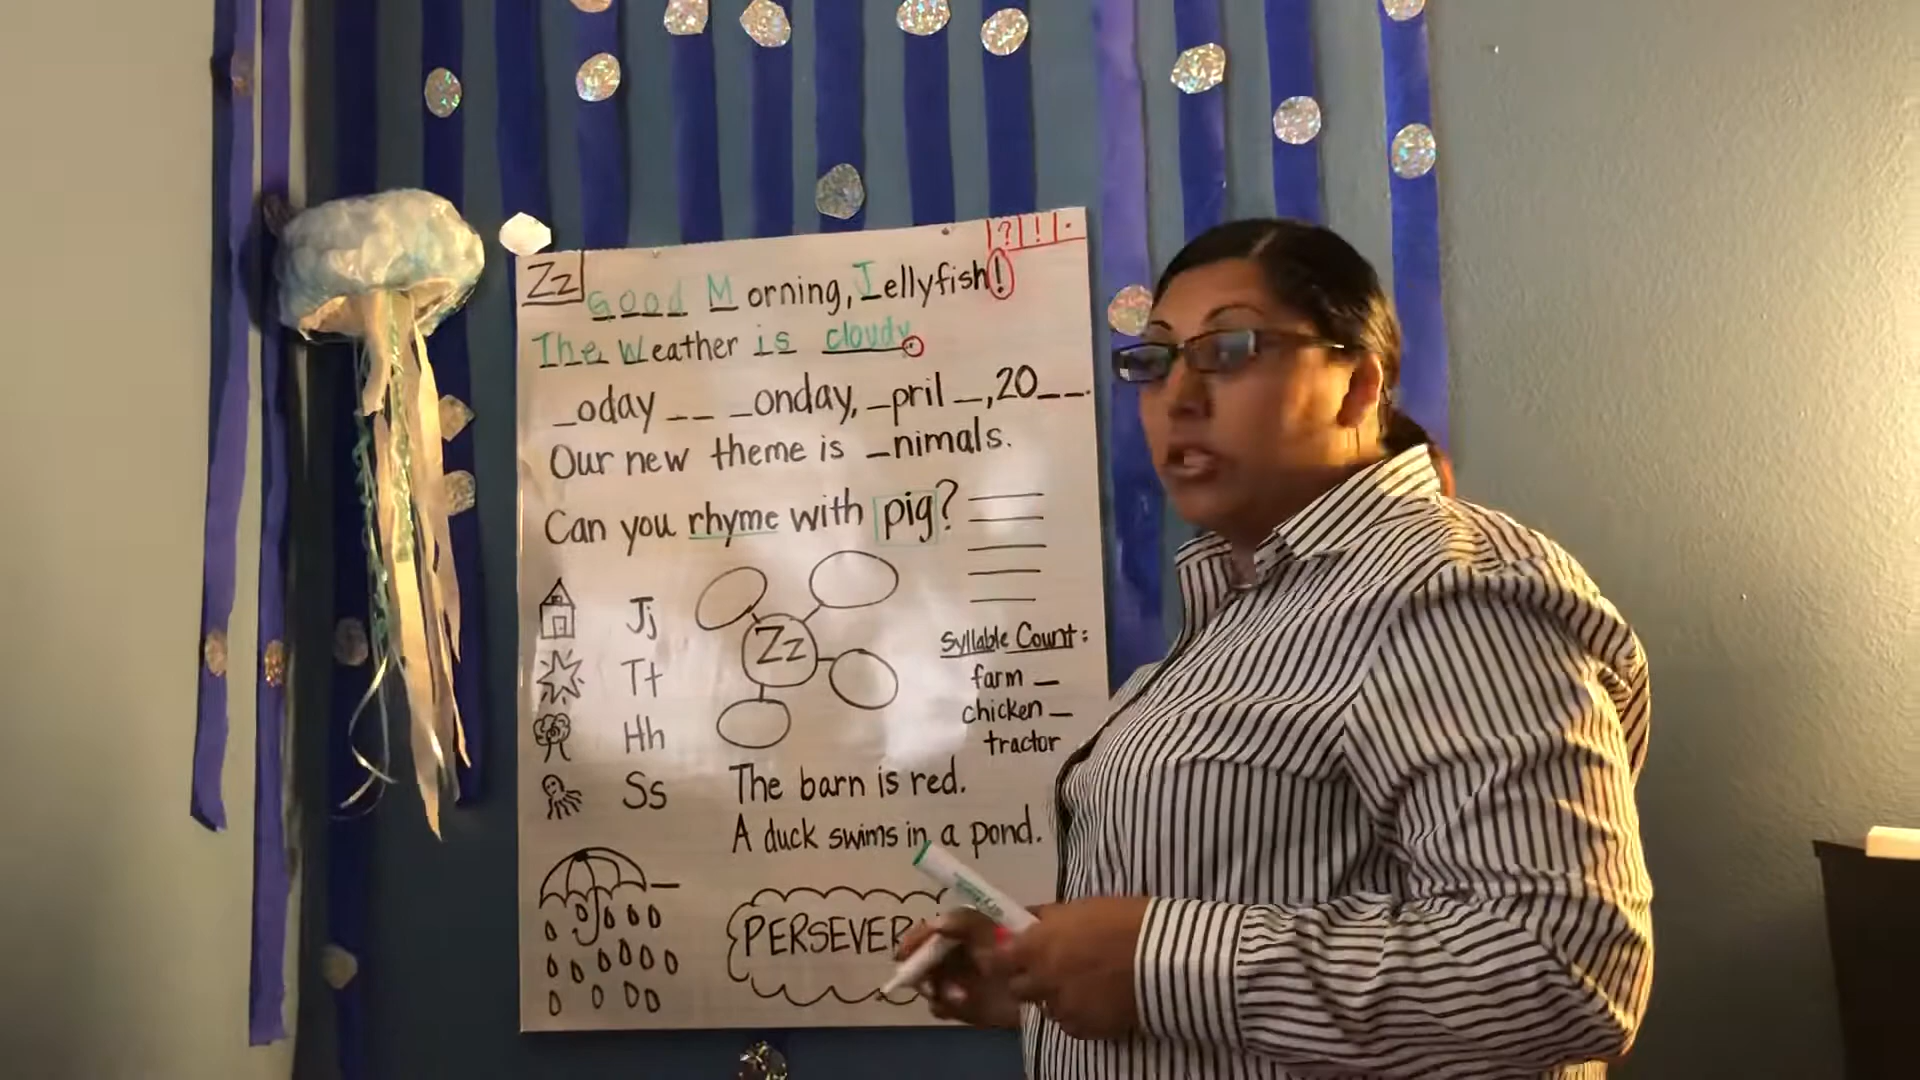 ? ! .
Zz
Good Morning, Jellyfish!
The Weather is cloudy.
_oday _ _ _onday, _pril _, 20_ _.
Our new theme is _nimals.
Can you rhyme with pig?
Jj
Tt
Hh
Ss
Zz
Syllable Count:
farm _
chicken _
tractor
The barn is red.
A duck swims in a pond.
PERSEVER